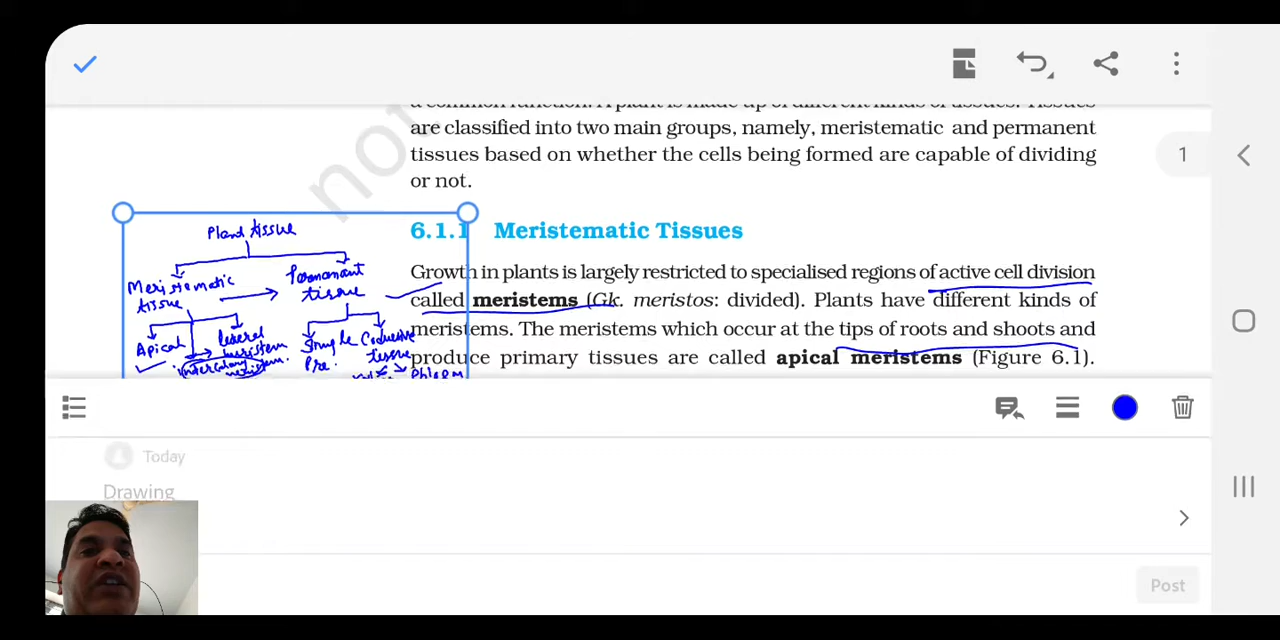 a common function. A plant is made up of different kinds of tissues. Tissues
are classified into two main groups, namely, meristematic and permanent
tissues based on whether the cells being formed are capable of dividing
or not.
not
1
6.1.1 Meristematic Tissues
Growth in plants is largely restricted to specialised regions of active cell division
called meristems (Gk. meristos: divided). Plants have different kinds of
meristems. The meristems which occur at the tips of roots and shoots and
produce primary tissues are called apical meristems (Figure 6.1).
Plant tissue
Meristematic
tissue
Permanant
tissue
Apical
lateral
meristem
intercalary
Simple
tissue
Phloem
Today
Drawing
Post